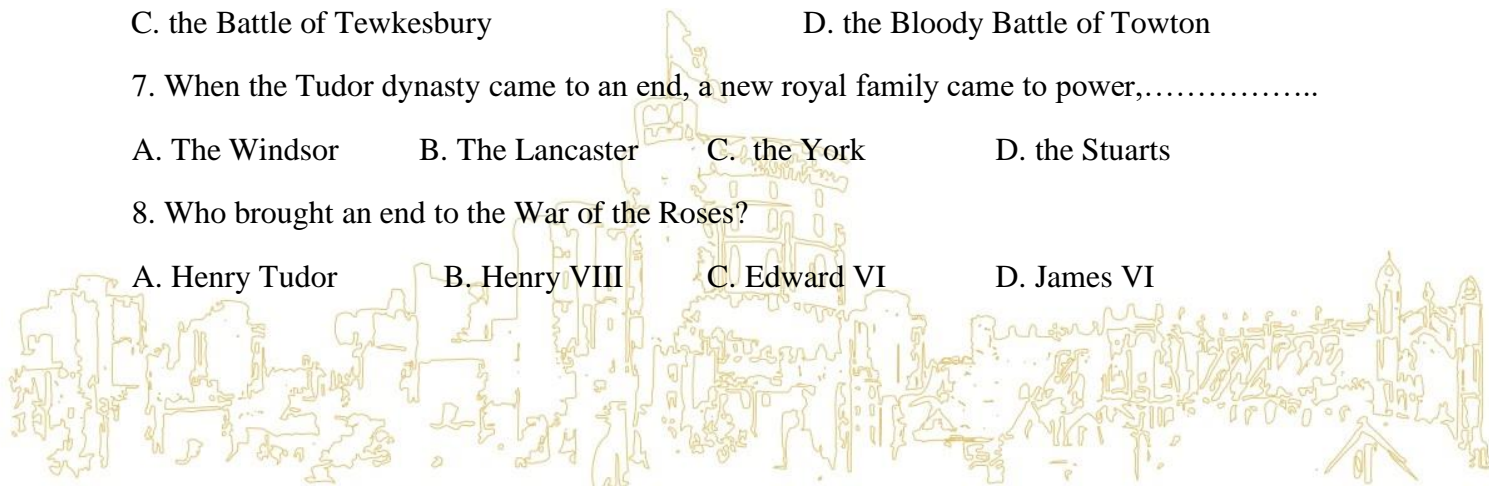 C. the Battle of Tewkesbury D. the Bloody Battle of Towton
7. When the Tudor dynasty came to an end, a new royal family came to power,……………..
A. The Windsor B. The Lancaster C. the York D. the Stuarts
8. Who brought an end to the War of the Roses?
A. Henry Tudor B. Henry VIII C. Edward VI D. James VI